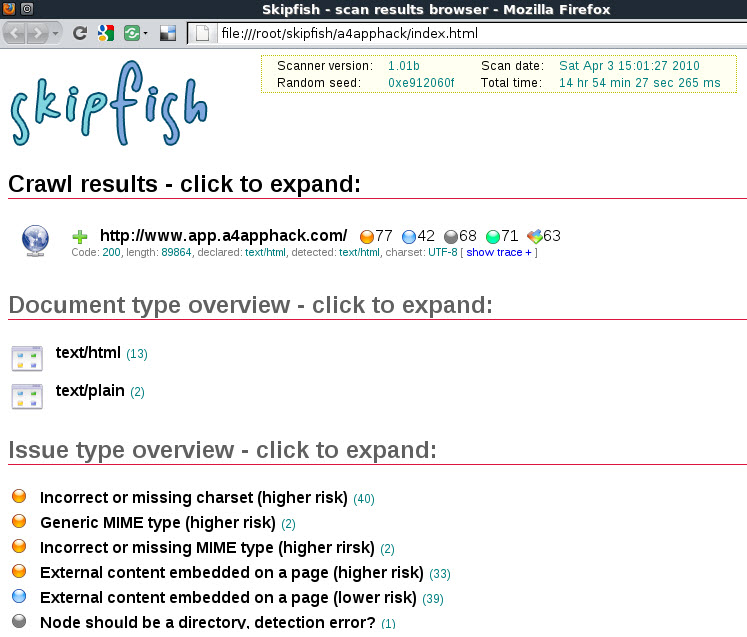 Skipfish - scan results browser - Mozilla Firefox
file:///root/skipfish/a4apphack/index.html
skipfish
Scanner version: 1.01b Scan date: Sat Apr 3 15:01:27 2010
Random seed: 0xe912060f Total time: 14 hr 54 min 27 sec 265 ms
Crawl results - click to expand:
http://www.app.a4apphack.com/ 77 42 68 71 63
Code: 200, length: 89864, declared: text/html, detected: text/html, charset: UTF-8 [ show trace + ]
Document type overview - click to expand:
text/html (13)
text/plain (2)
Issue type overview - click to expand:
Incorrect or missing charset (higher risk) (40)
Generic MIME type (higher risk) (2)
Incorrect or missing MIME type (higher rirsk) (2)
External content embedded on a page (higher risk) (33)
External content embedded on a page (lower risk) (39)
Node should be a directory, detection error? (1)